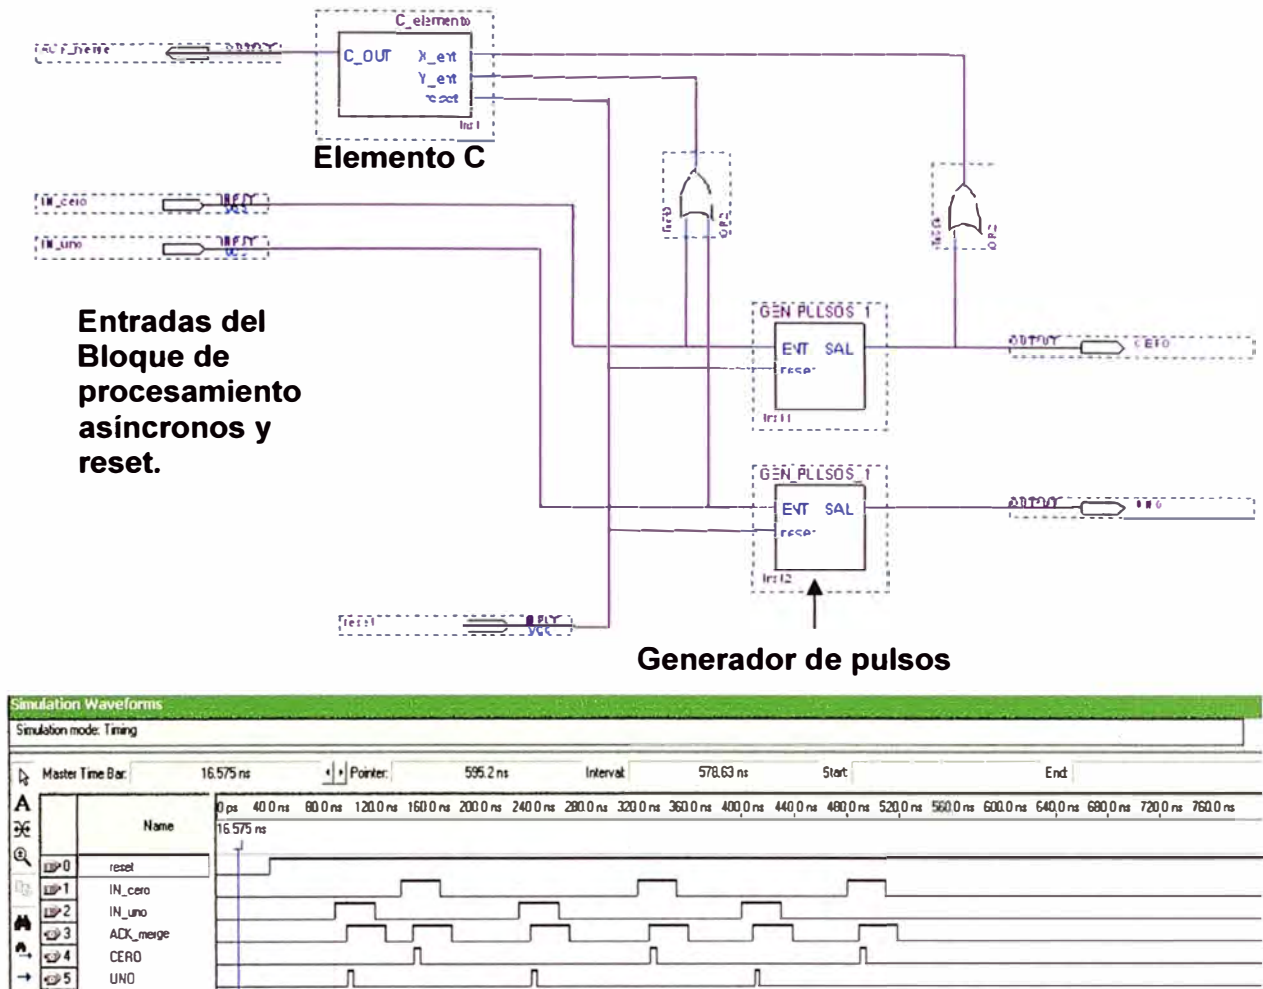 C_elemento
C_OUT X_ent
Y_ent
reset
Elemento C
IN_cero
IN_uno
Entradas del
Bloque de
procesamiento
asíncronos y
reset.
GEN_PULSOS_1
ENT SAL
reset
OUTPUT CERO
GEN_PULSOS_1
ENT SAL
reset
OUTPUT
reset
VCC
Generador de pulsos
Simulation Waveforms
Simulation mode: Timing
Master Time Bar: 16.575 ns Pointer: 595.2 ns Interval: 578.63 ns Start: End:
Name
0 ps 40.0 ns 80.0 ns 120.0 ns 160.0 ns 200.0 ns 240.0 ns 280.0 ns 320.0 ns 360.0 ns 400.0 ns 440.0 ns 480.0 ns 520.0 ns 560.0 ns 600.0 ns 640.0 ns 680.0 ns 720.0 ns 760.0 ns
16.575 ns
0 reset
1 IN_cero
2 IN_uno
3 ACK_merge
4 CERO
5 UNO